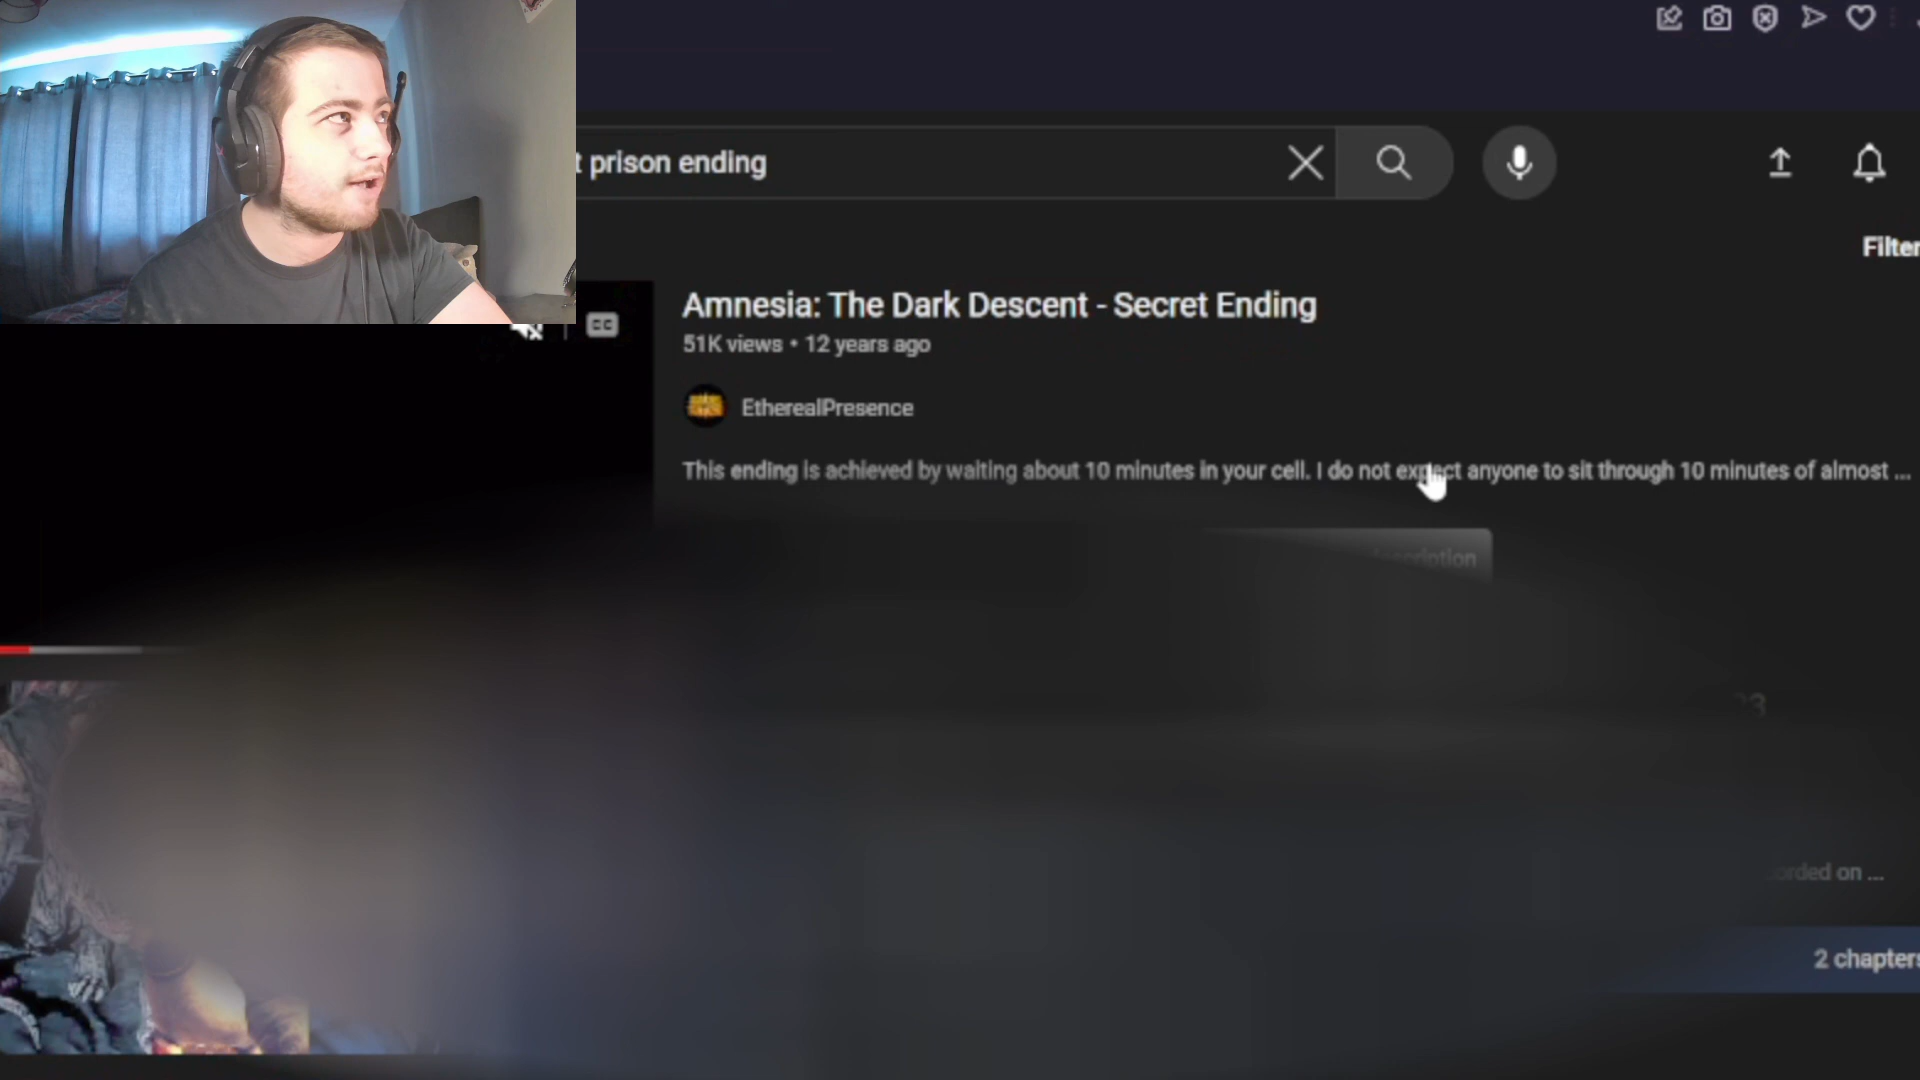 t prison ending
Filter
CC
Amnesia: The Dark Descent - Secret Ending
51K views • 12 years ago
EtherealPresence
This ending is achieved by waiting about 10 minutes in your cell. I do not expect anyone to sit through 10 minutes of almost ...
on ...
2 chapters